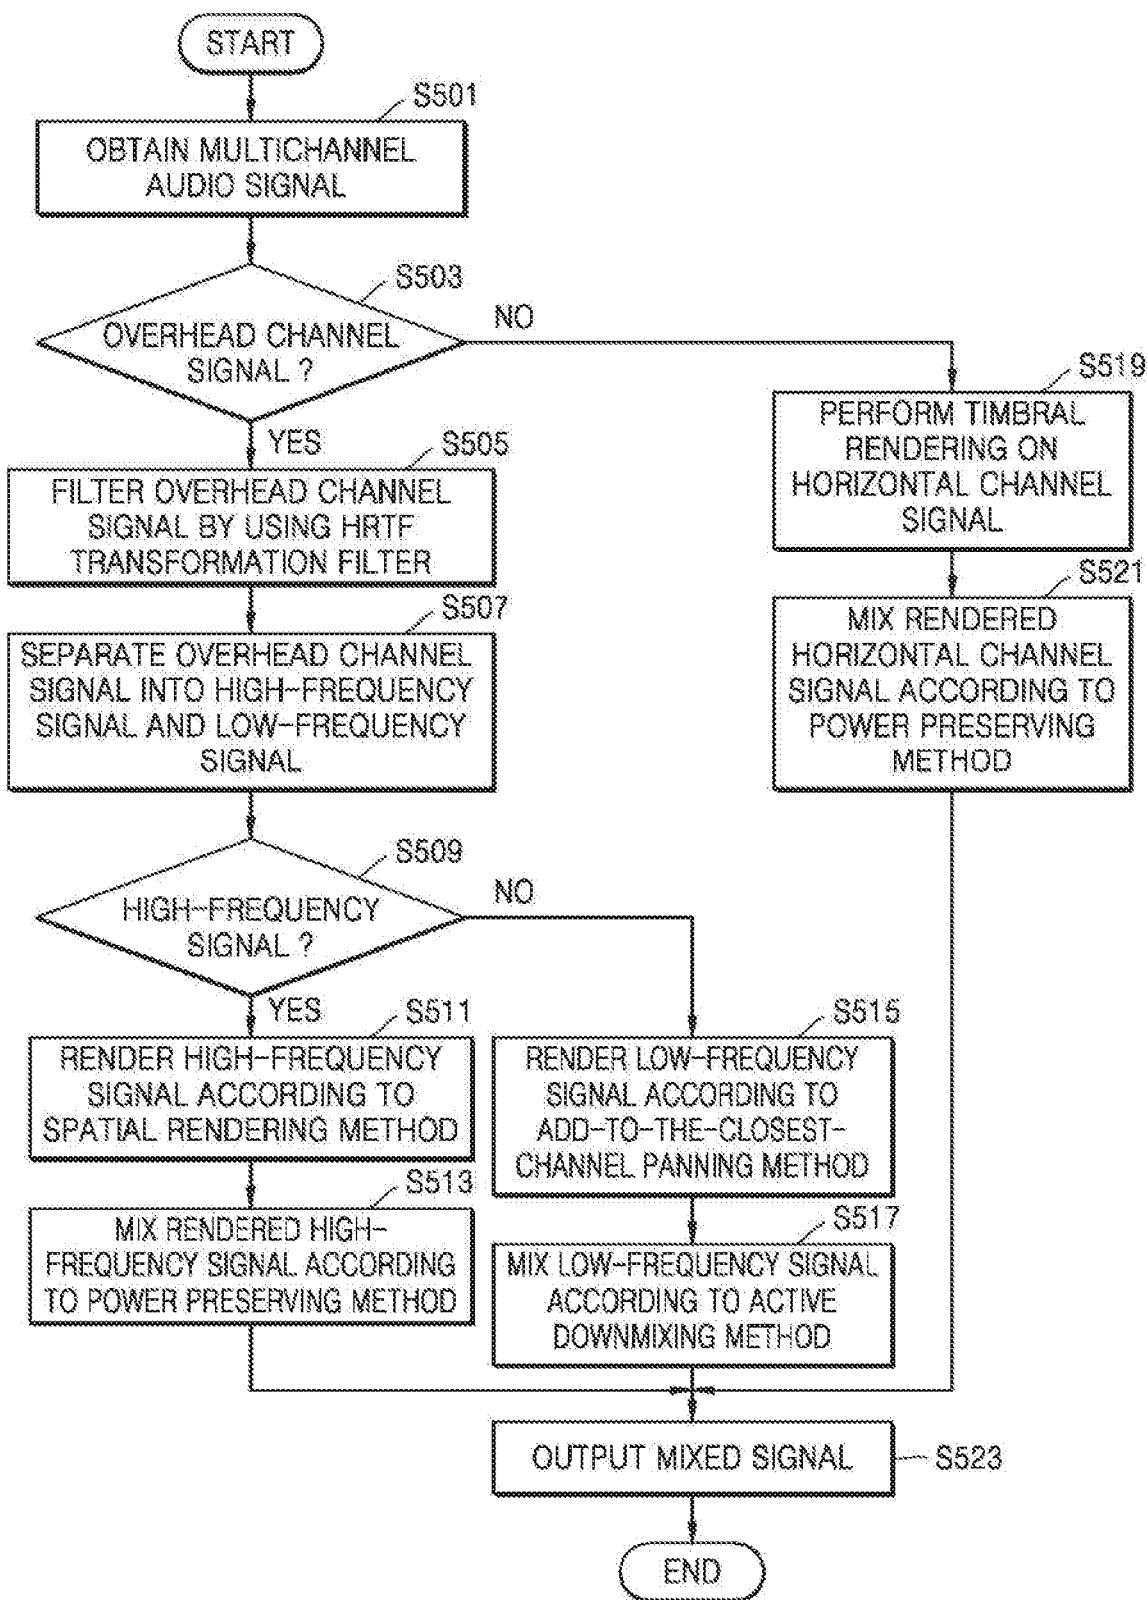 START
S501
OBTAIN MULTICHANNEL
AUDIO SIGNAL
S503
OVERHEAD CHANNEL
SIGNAL ?
NO
YES
S505
FILTER OVERHEAD CHANNEL
SIGNAL BY USING HRTF
TRANSFORMATION FILTER
S507
SEPARATE OVERHEAD CHANNEL
SIGNAL INTO HIGH-FREQUENCY
SIGNAL AND LOW-FREQUENCY
SIGNAL
S509
HIGH-FREQUENCY
SIGNAL ?
NO
YES
S511
RENDER HIGH-FREQUENCY
SIGNAL ACCORDING TO
SPATIAL RENDERING METHOD
S513
MIX RENDERED HIGH-
FREQUENCY SIGNAL ACCORDING
TO POWER PRESERVING METHOD
S515
RENDER LOW-FREQUENCY
SIGNAL ACCORDING TO
ADD-TO-THE-CLOSEST-
CHANNEL PANNING METHOD
S517
MIX LOW-FREQUENCY SIGNAL
ACCORDING TO ACTIVE
DOWNMIXING METHOD
S519
PERFORM TIMBRAL
RENDERING ON
HORIZONTAL CHANNEL
SIGNAL
S521
MIX RENDERED
HORIZONTAL CHANNEL
SIGNAL ACCORDING TO
POWER PRESERVING
METHOD
OUTPUT MIXED SIGNAL
S523
END